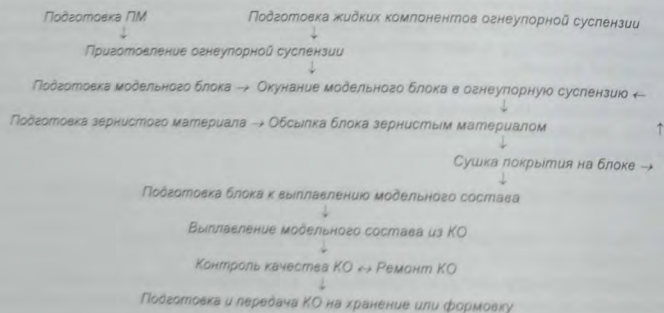 Подготовка ПМ Подготовка жидких компонентов огнеупорной суспензии
↓ ↓
Приготовление огнеупорной суспензии
↓
Подготовка модельного блока → Окунание модельного блока в огнеупорную суспензию ←
↓
Подготовка зернистого материала → Обсыпка блока зернистым материалом ↑
↓
Сушка покрытия на блоке →
↓
Подготовка блока к выплавлению модельного состава
↓
Выплавление модельного состава из КО
↓
Контроль качества КО ↔ Ремонт КО
↓
Подготовка и передача КО на хранение или формовку